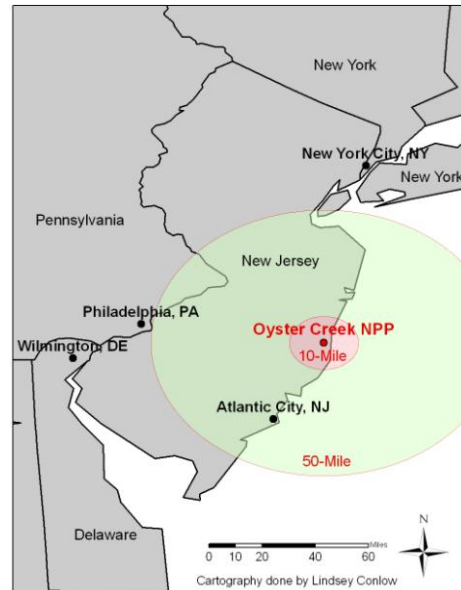 New York
New York City, NY
New York
Pennsylvania
New Jersey
Philadelphia, PA
Oyster Creek NPP
Wilmington, DE
10-Mile
Atlantic City, NJ
50-Mile
Delaware
N
Miles
0 10 20 40 60
Cartography done by Lindsey Conlow